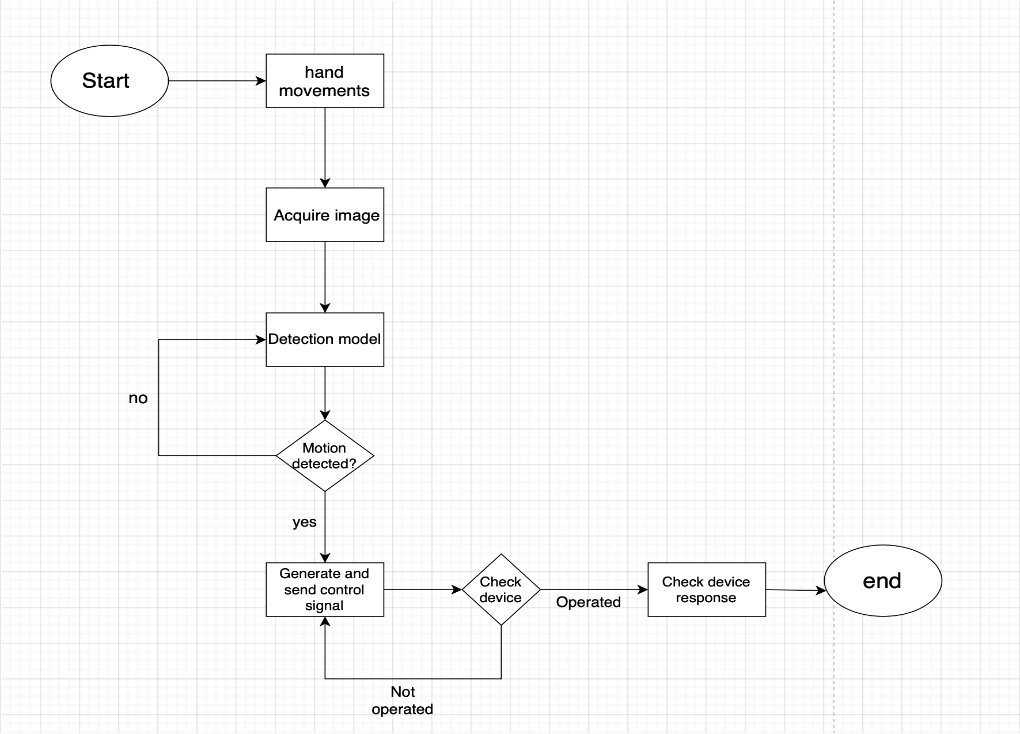 Start
hand
movements
Acquire image
Detection model
no
Motion
detected?
yes
Generate and
send control
signal
Check
device
Operated
Check device
response
end
Not
operated